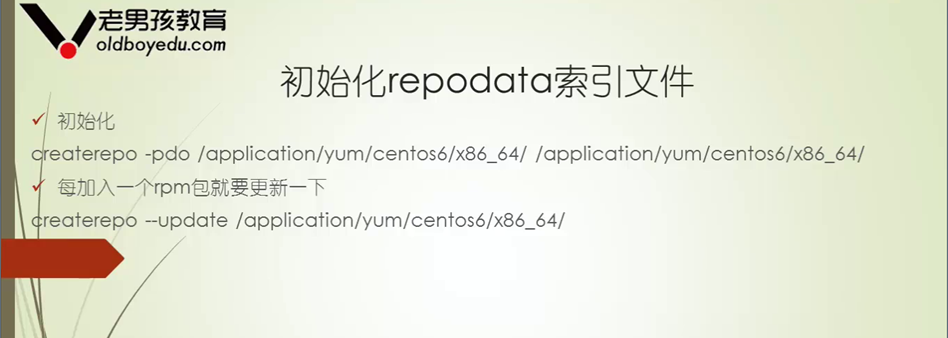 老男孩教育
oldboyedu.com
初始化repodata索引文件
初始化
createrepo -pdo /application/yum/centos6/x86_64/ /application/yum/centos6/x86_64/
每加入一个rpm包就要更新一下
createrepo --update /application/yum/centos6/x86_64/